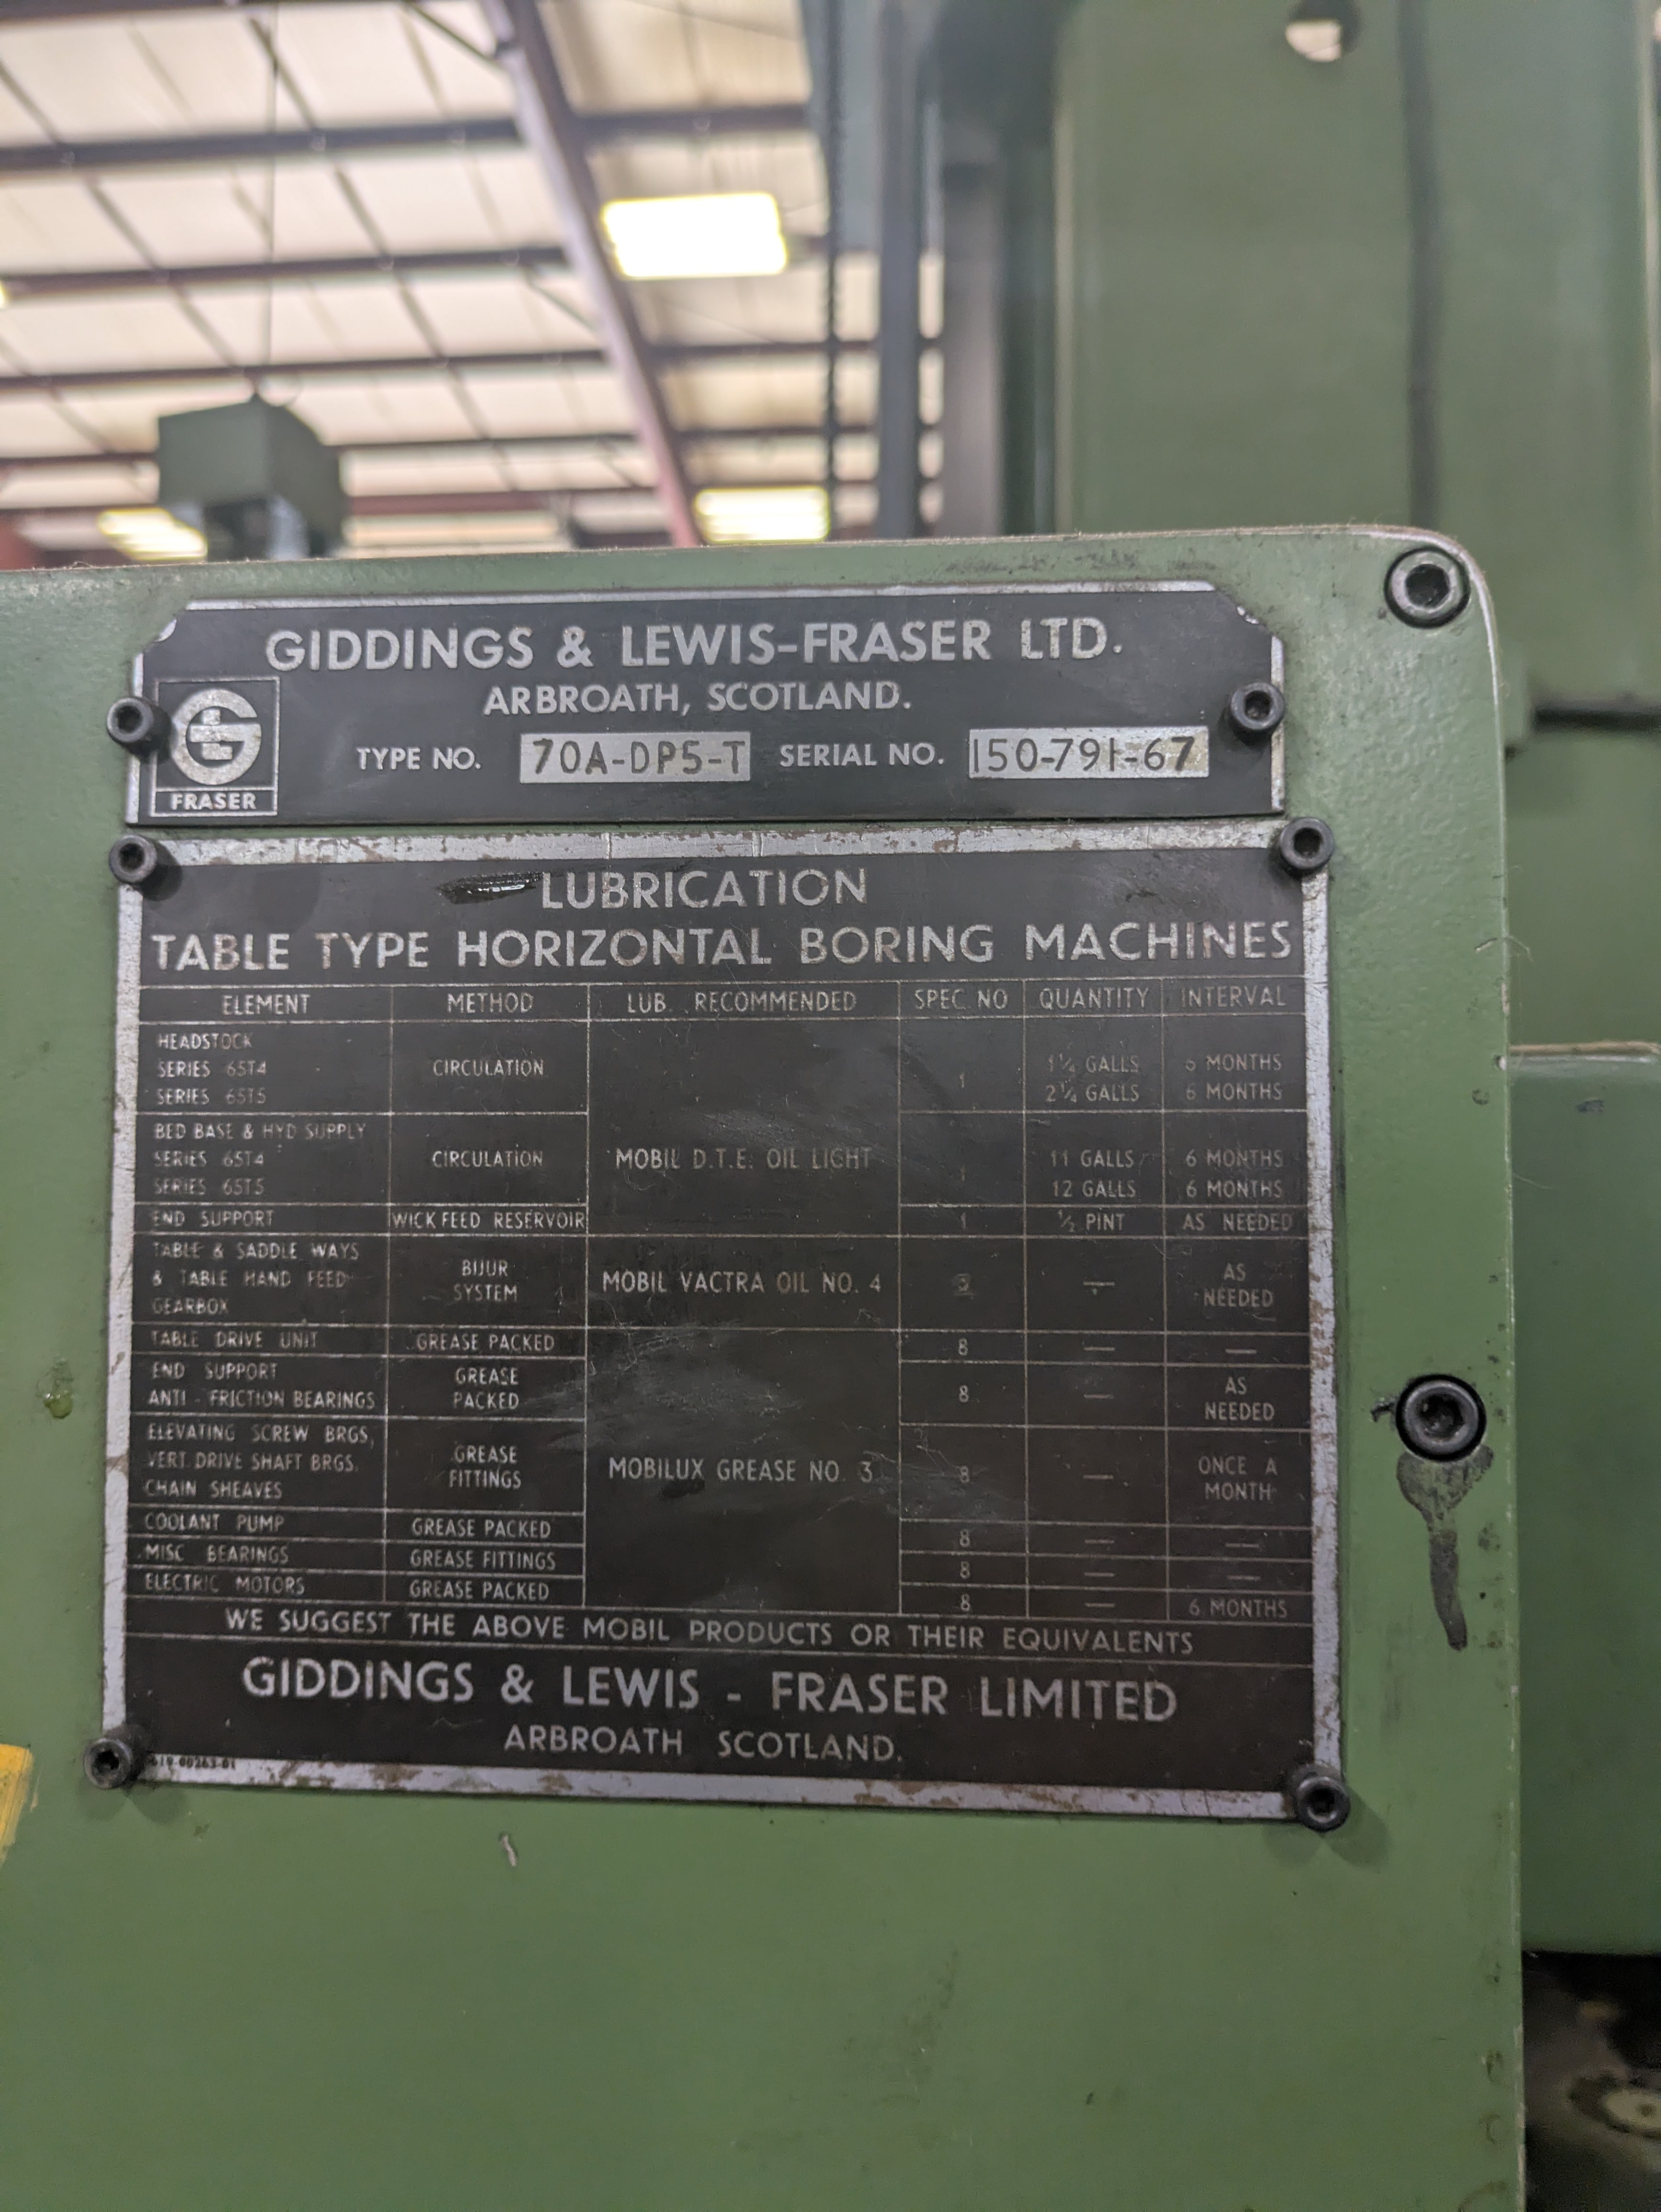 GIDDINGS & LEWIS-FRASER LTD.
ARBROATH, SCOTLAND.
G L
FRASER
TYPE NO. 70A-DP5-T SERIAL NO. 150-791-67
LUBRICATION
TABLE TYPE HORIZONTAL BORING MACHINES
ELEMENT METHOD LUB. RECOMMENDED SPEC. NO QUANTITY INTERVAL
HEADSTOCK
SERIES 65T4 CIRCULATION 1 1¼ GALLS 6 MONTHS
SERIES 65T5 2¼ GALLS 6 MONTHS
BED BASE & HYD SUPPLY
SERIES 65T4 CIRCULATION MOBIL D.T.E. OIL LIGHT 1 11 GALLS 6 MONTHS
SERIES 65T5 12 GALLS 6 MONTHS
END SUPPORT WICK FEED RESERVOIR 1 ½ PINT AS NEEDED
TABLE & SADDLE WAYS
& TABLE HAND FEED
GEARBOX
BIJUR
SYSTEM
MOBIL VACTRA OIL NO. 4 3 —
AS
NEEDED
TABLE DRIVE UNIT GREASE PACKED 8 — —
END SUPPORT
ANTI - FRICTION BEARINGS
GREASE
PACKED
8 —
AS
NEEDED
ELEVATING SCREW BRGS,
VERT. DRIVE SHAFT BRGS.
CHAIN SHEAVES
GREASE
FITTINGS
MOBILUX GREASE NO. 3 8 —
ONCE A
MONTH
COOLANT PUMP GREASE PACKED 8 — —
MISC BEARINGS GREASE FITTINGS 8 — —
ELECTRIC MOTORS GREASE PACKED 8 — 6 MONTHS
WE SUGGEST THE ABOVE MOBIL PRODUCTS OR THEIR EQUIVALENTS
GIDDINGS & LEWIS - FRASER LIMITED
ARBROATH SCOTLAND.